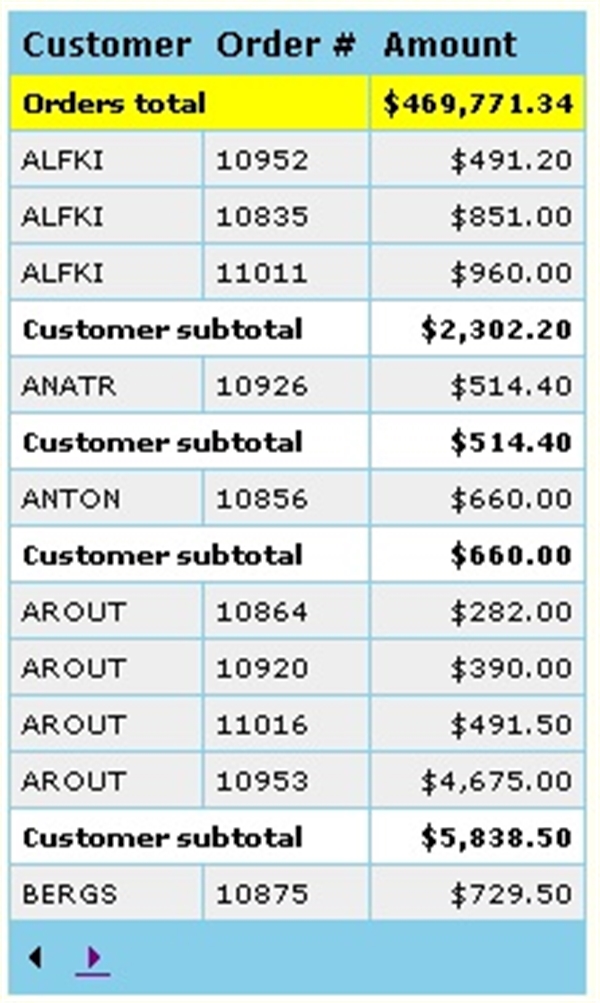 Customer Order # Amount
Orders total $469,771.34
ALFKI 10952 $491.20
ALFKI 10835 $851.00
ALFKI 11011 $960.00
Customer subtotal $2,302.20
ANATR 10926 $514.40
Customer subtotal $514.40
ANTON 10856 $660.00
Customer subtotal $660.00
AROUT 10864 $282.00
AROUT 10920 $390.00
AROUT 11016 $491.50
AROUT 10953 $4,675.00
Customer subtotal $5,838.50
BERGS 10875 $729.50